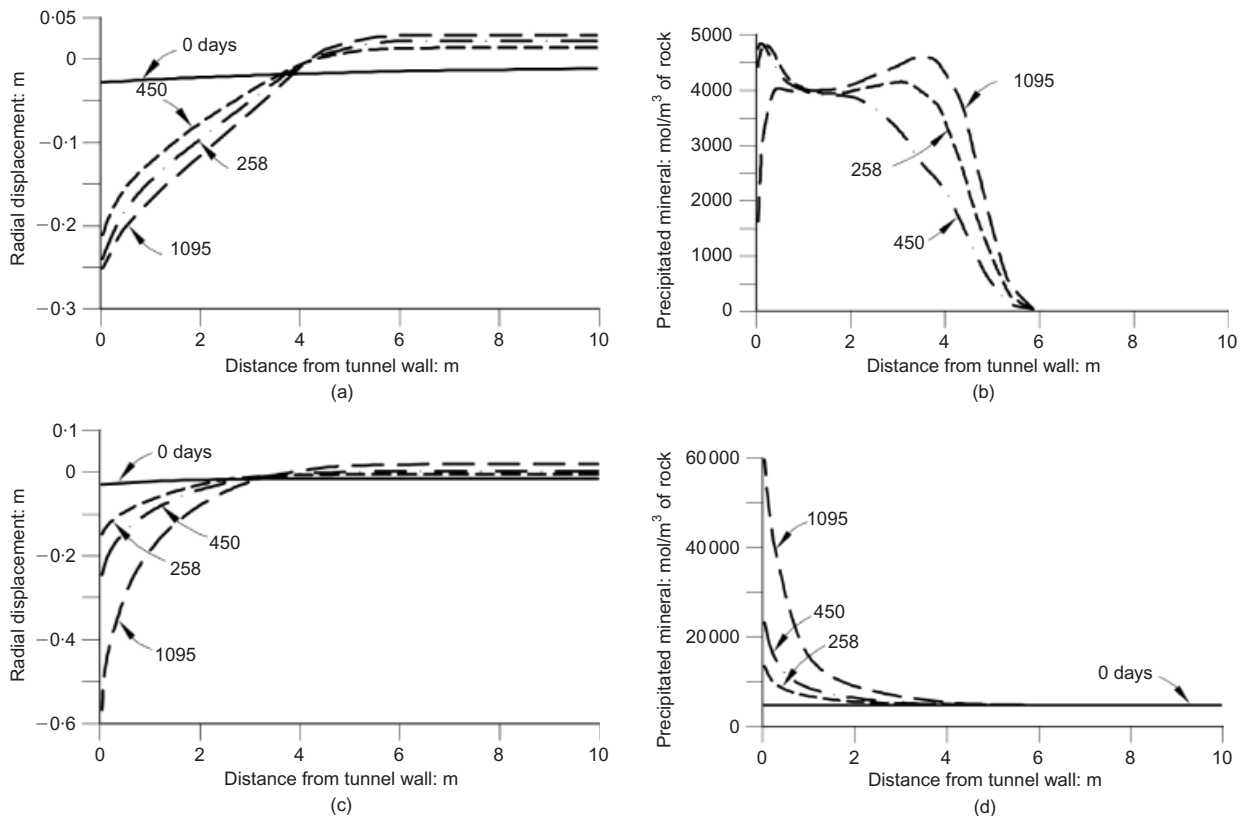 0·05
0
−0·1
−0·2
−0·3
Radial displacement: m
0 days
450
258
1095
0 2 4 6 8 10
Distance from tunnel wall: m
(a)
5000
4000
3000
2000
1000
0
Precipitated mineral: mol/m³ of rock
1095
258
450
0 2 4 6 8 10
Distance from tunnel wall: m
(b)
0·1
0
−0·2
−0·4
−0·6
Radial displacement: m
0 days
450
258
1095
0 2 4 6 8 10
Distance from tunnel wall: m
(c)
60 000
40 000
20 000
0
Precipitated mineral: mol/m³ of rock
1095
450
258
0 days
0 2 4 6 8 10
Distance from tunnel wall: m
(d)